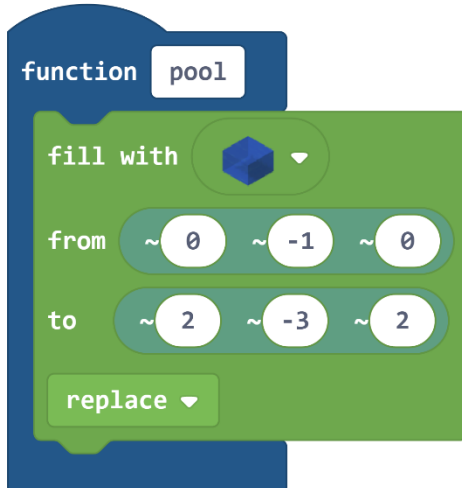 function pool
fill with
from ~0 ~-1 ~0
to ~2 ~-3 ~2
replace